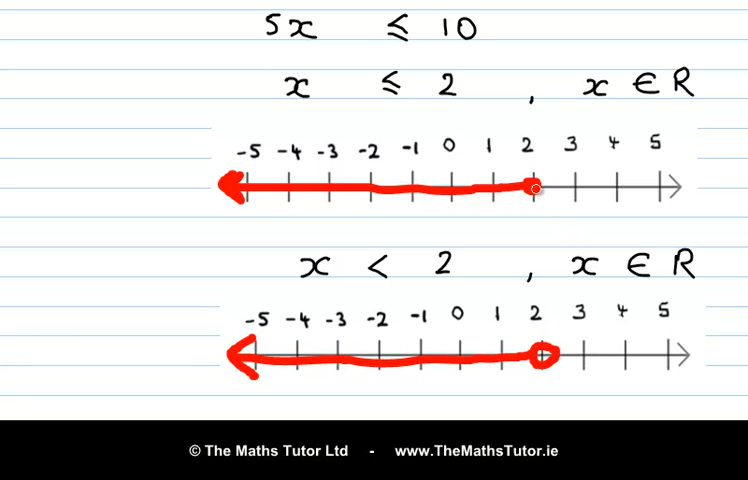 5x ≤ 10
x ≤ 2 , x ∈ R
-5 -4 -3 -2 -1 0 1 2 3 4 5
x < 2 , x ∈ R
-5 -4 -3 -2 -1 0 1 2 3 4 5
© The Maths Tutor Ltd - www.TheMathsTutor.ie